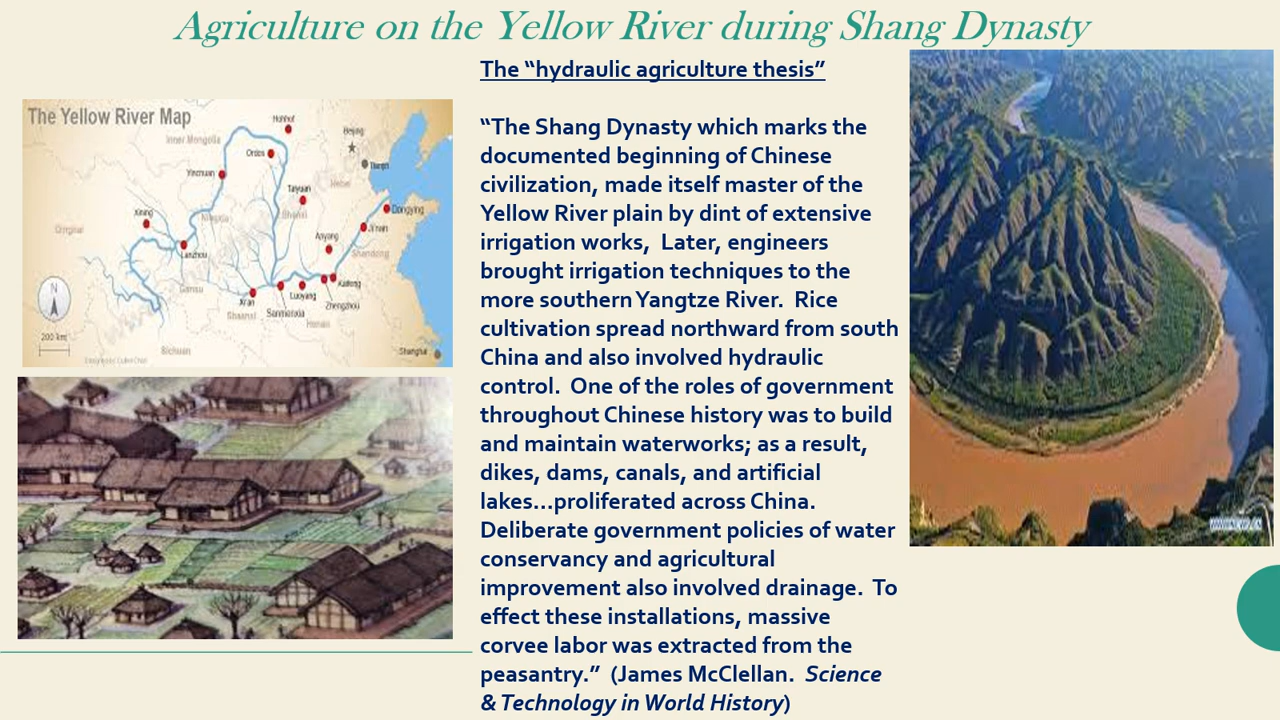 Agriculture on the Yellow River during Shang Dynasty
The “hydraulic agriculture thesis”
“The Shang Dynasty which marks the
documented beginning of Chinese
civilization, made itself master of the
Yellow River plain by dint of extensive
irrigation works,  Later, engineers
brought irrigation techniques to the
more southern Yangtze River.  Rice
cultivation spread northward from south
China and also involved hydraulic
control.  One of the roles of government
throughout Chinese history was to build
and maintain waterworks; as a result,
dikes, dams, canals, and artificial
lakes...proliferated across China.
Deliberate government policies of water
conservancy and agricultural
improvement also involved drainage.  To
effect these installations, massive
corvee labor was extracted from the
peasantry.”  (James McClellan.  Science
& Technology in World History)
The Yellow River Map
Hohhot
Inner Mongolia
Beijing
Ordos
Tianjin
Yinchuan
Hebei
Taiyuan
Xining
Ningxia
Shanxi
Dongying
Qinghai
Ji'nan
Anyang
Lanzhou
Shandong
Gansu
Kaifeng
Xi'an
Luoyang
Zhengzhou
Sanmenxia
Shaanxi
Henan
N
200 km
Sichuan
Shanghai